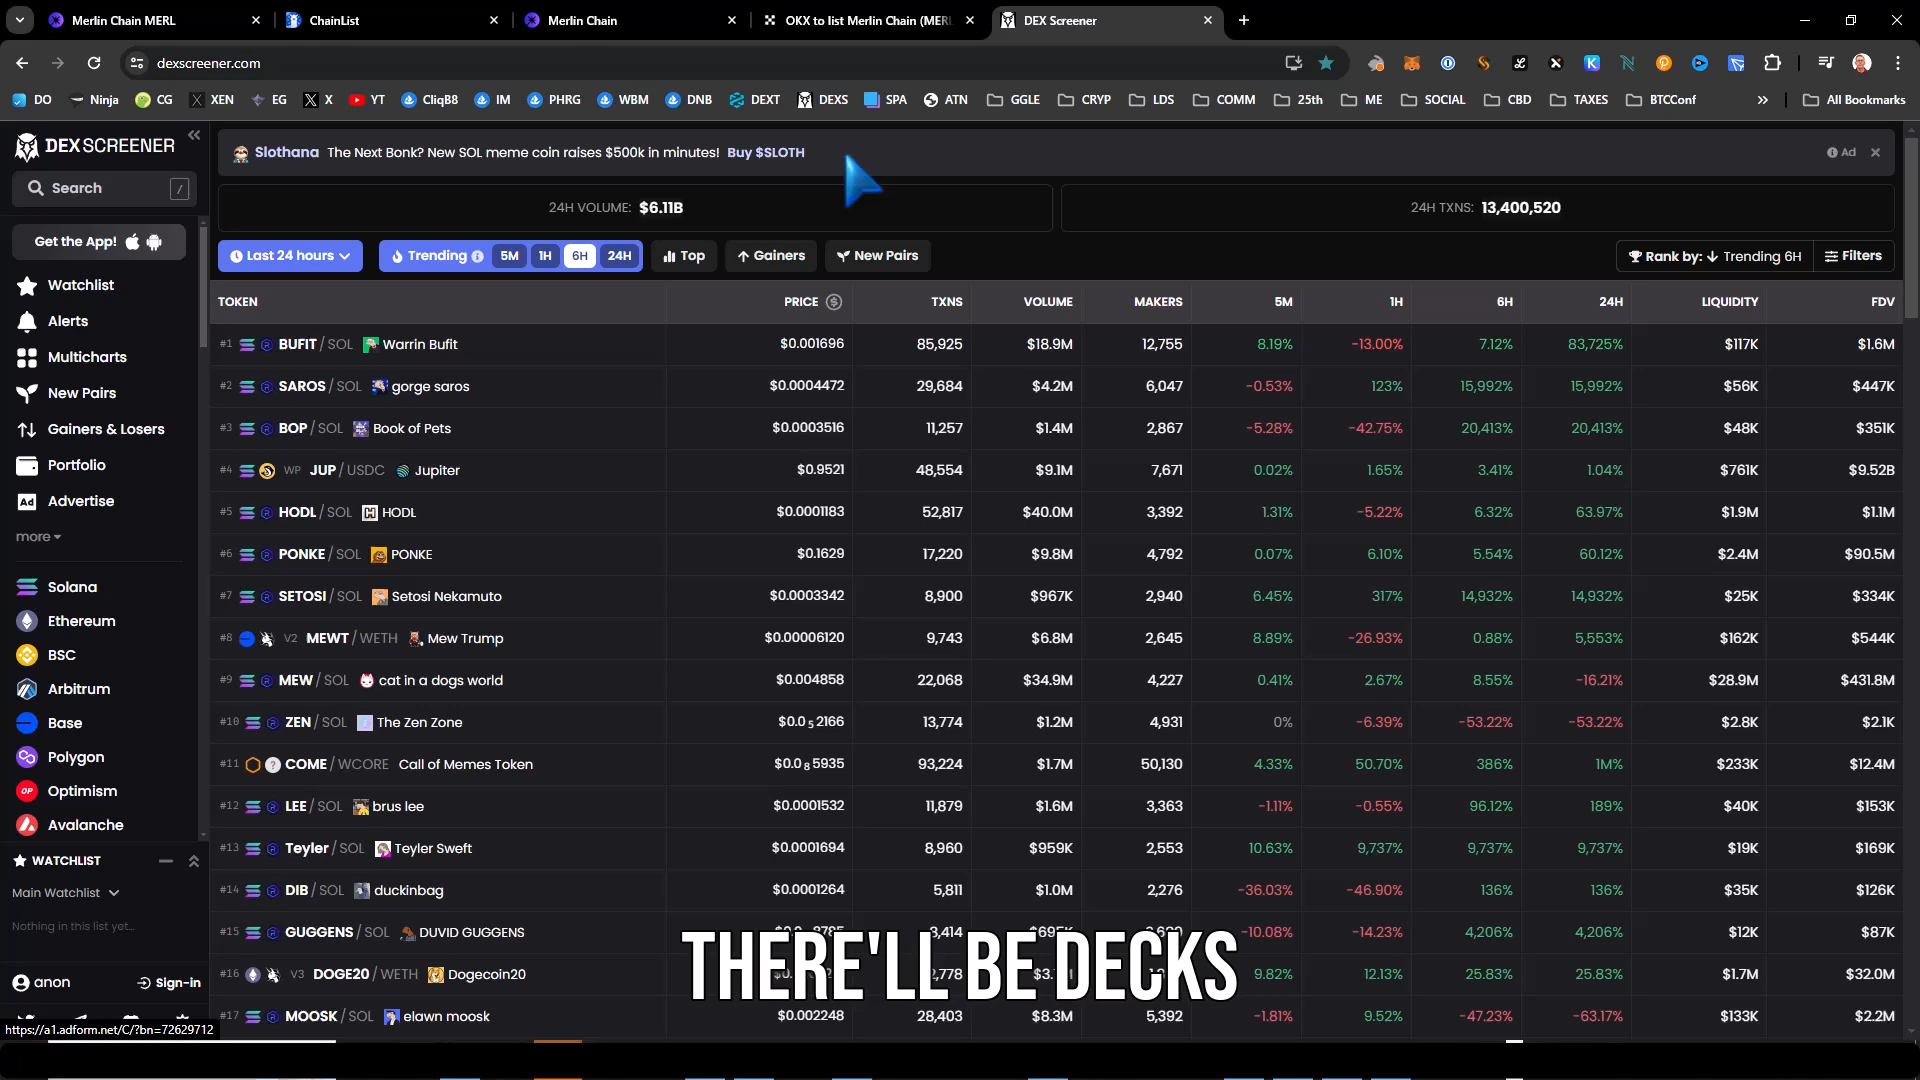 Merlin Chain MERL
ChainList
Merlin Chain
OKX to list Merlin Chain (MERL
DEX Screener
dexscreener.com
DO Ninja CG XEN EG X YT CliqB8 IM PHRG WBM DNB DEXT DEXS SPA ATN GGLE CRYP LDS COMM 25th ME SOCIAL CBD TAXES BTCConf » All Bookmarks
DEX SCREENER
Search /
Get the App!
Watchlist
Alerts
Multicharts
New Pairs
Gainers & Losers
Portfolio
Ad Advertise
more
Solana
Ethereum
BSC
Arbitrum
Base
Polygon
OP Optimism
Avalanche
WATCHLIST
Main Watchlist
Nothing in this list yet...
anon Sign-in
https://a1.adform.net/C/?bn=72629712
Slothana The Next Bonk? New SOL meme coin raises $500k in minutes! Buy $SLOTH Ad
24H VOLUME: $6.11B 24H TXNS: 13,400,520
Last 24 hours Trending 5M 1H 6H 24H Top Gainers New Pairs Rank by: Trending 6H Filters
TOKEN PRICE TXNS VOLUME MAKERS 5M 1H 6H 24H LIQUIDITY FDV
#1 BUFIT/SOL Warrin Bufit $0.001696 85,925 $18.9M 12,755 8.19% -13.00% 7.12% 83,725% $117K $1.6M
#2 SAROS/SOL gorge saros $0.0004472 29,684 $4.2M 6,047 -0.53% 123% 15,992% 15,992% $56K $447K
#3 BOP/SOL Book of Pets $0.0003516 11,257 $1.4M 2,867 -5.28% -42.75% 20,413% 20,413% $48K $351K
#4 WP JUP/USDC Jupiter $0.9521 48,554 $9.1M 7,671 0.02% 1.65% 3.41% 1.04% $761K $9.52B
#5 HODL/SOL HODL $0.0001183 52,817 $40.0M 3,392 1.31% -5.22% 6.32% 63.97% $1.9M $1.1M
#6 PONKE/SOL PONKE $0.1629 17,220 $9.8M 4,792 0.07% 6.10% 5.54% 60.12% $2.4M $90.5M
#7 SETOSI/SOL Setosi Nekamuto $0.0003342 8,900 $967K 2,940 6.45% 317% 14,932% 14,932% $25K $334K
#8 V2 MEWT/WETH Mew Trump $0.00006120 9,743 $6.8M 2,645 8.89% -26.93% 0.88% 5,553% $162K $544K
#9 MEW/SOL cat in a dogs world $0.004858 22,068 $34.9M 4,227 0.41% 2.67% 8.55% -16.21% $28.9M $431.8M
#10 ZEN/SOL The Zen Zone $0.0₅2166 13,774 $1.2M 4,931 0% -6.39% -53.22% -53.22% $2.8K $2.1K
#11 COME/WCORE Call of Memes Token $0.0₈5935 93,224 $1.7M 50,130 4.33% 50.70% 386% 1M% $233K $12.4M
#12 LEE/SOL brus lee $0.0001532 11,879 $1.6M 3,363 -1.11% -0.55% 96.12% 189% $40K $153K
#13 Teyler/SOL Teyler Sweft $0.0001694 8,960 $959K 2,553 10.63% 9,737% 9,737% 9,737% $19K $169K
#14 DIB/SOL duckinbag $0.0001264 5,811 $1.0M 2,276 -36.03% -46.90% 136% 136% $35K $126K
#15 GUGGENS/SOL DUVID GUGGENS -10.08% -14.23% 4,206% 4,206% $12K $87K
#16 V3 DOGE20/WETH Dogecoin20 9.82% 12.13% 25.83% 25.83% $1.7M $32.0M
#17 MOOSK/SOL elawn moosk $0.002248 28,403 $8.3M 5,392 -1.81% 9.52% -47.23% -63.17% $133K $2.2M
THERE'LL BE DECKS